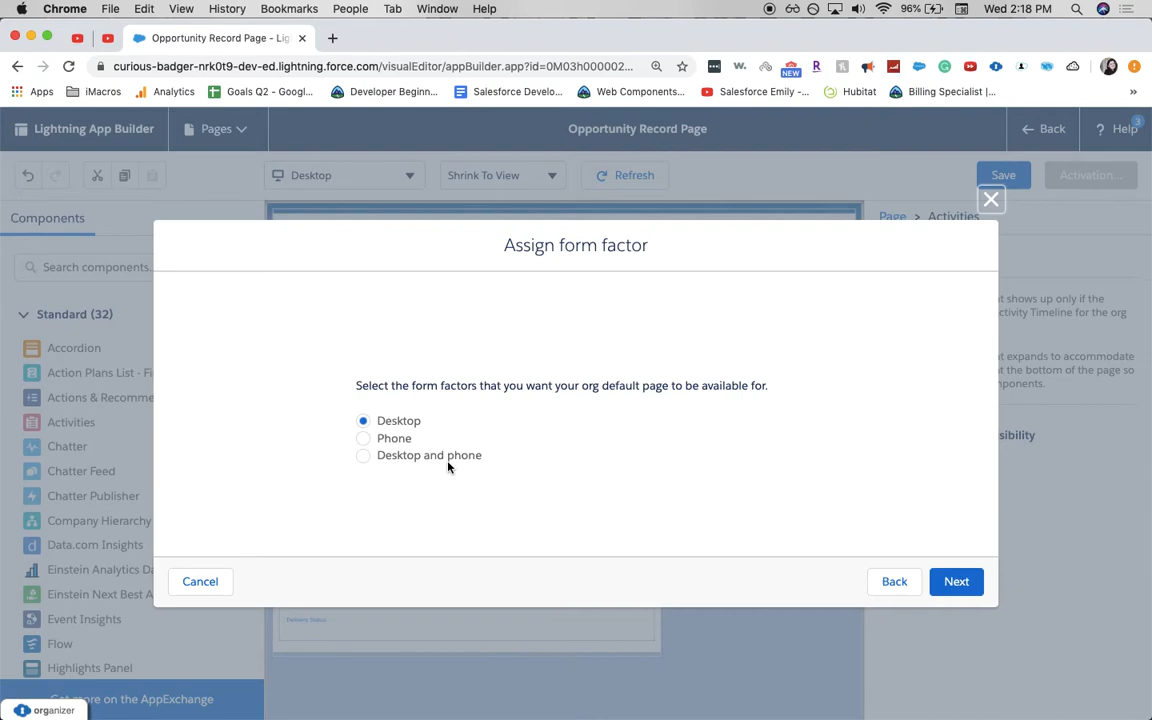 Chrome File Edit View History Bookmarks People Tab Window Help 96% Wed 2:18 PM
Opportunity Record Page - Lig
curious-badger-nrk0t9-dev-ed.lightning.force.com/visualEditor/appBuilder.app?id=0M03h000002...
NEW
Apps iMacros Analytics Goals Q2 - Googl... Developer Beginn... Salesforce Develo... Web Components... Salesforce Emily -... Hubitat Billing Specialist |... »
Lightning App Builder Pages Opportunity Record Page Back ? Help 3
Desktop Shrink To View Refresh Save Activation...
Components Page > Activities
Assign form factor
Search components.
t shows up only if the
ctivity Timeline for the org
Standard (32)
Accordion
t expands to accommodate
Action Plans List - Fi
t the bottom of the page so
mponents.
Select the form factors that you want your org default page to be available for.
Actions & Recomme
Desktop
Activities
Phone
sibility
Chatter
Desktop and phone
Chatter Feed
Chatter Publisher
Company Hierarchy
Data.com Insights
Einstein Analytics Da
Cancel Back Next
Einstein Next Best A
Event Insights
Delivery Status
Flow
Highlights Panel
Get more on the AppExchange
organizer